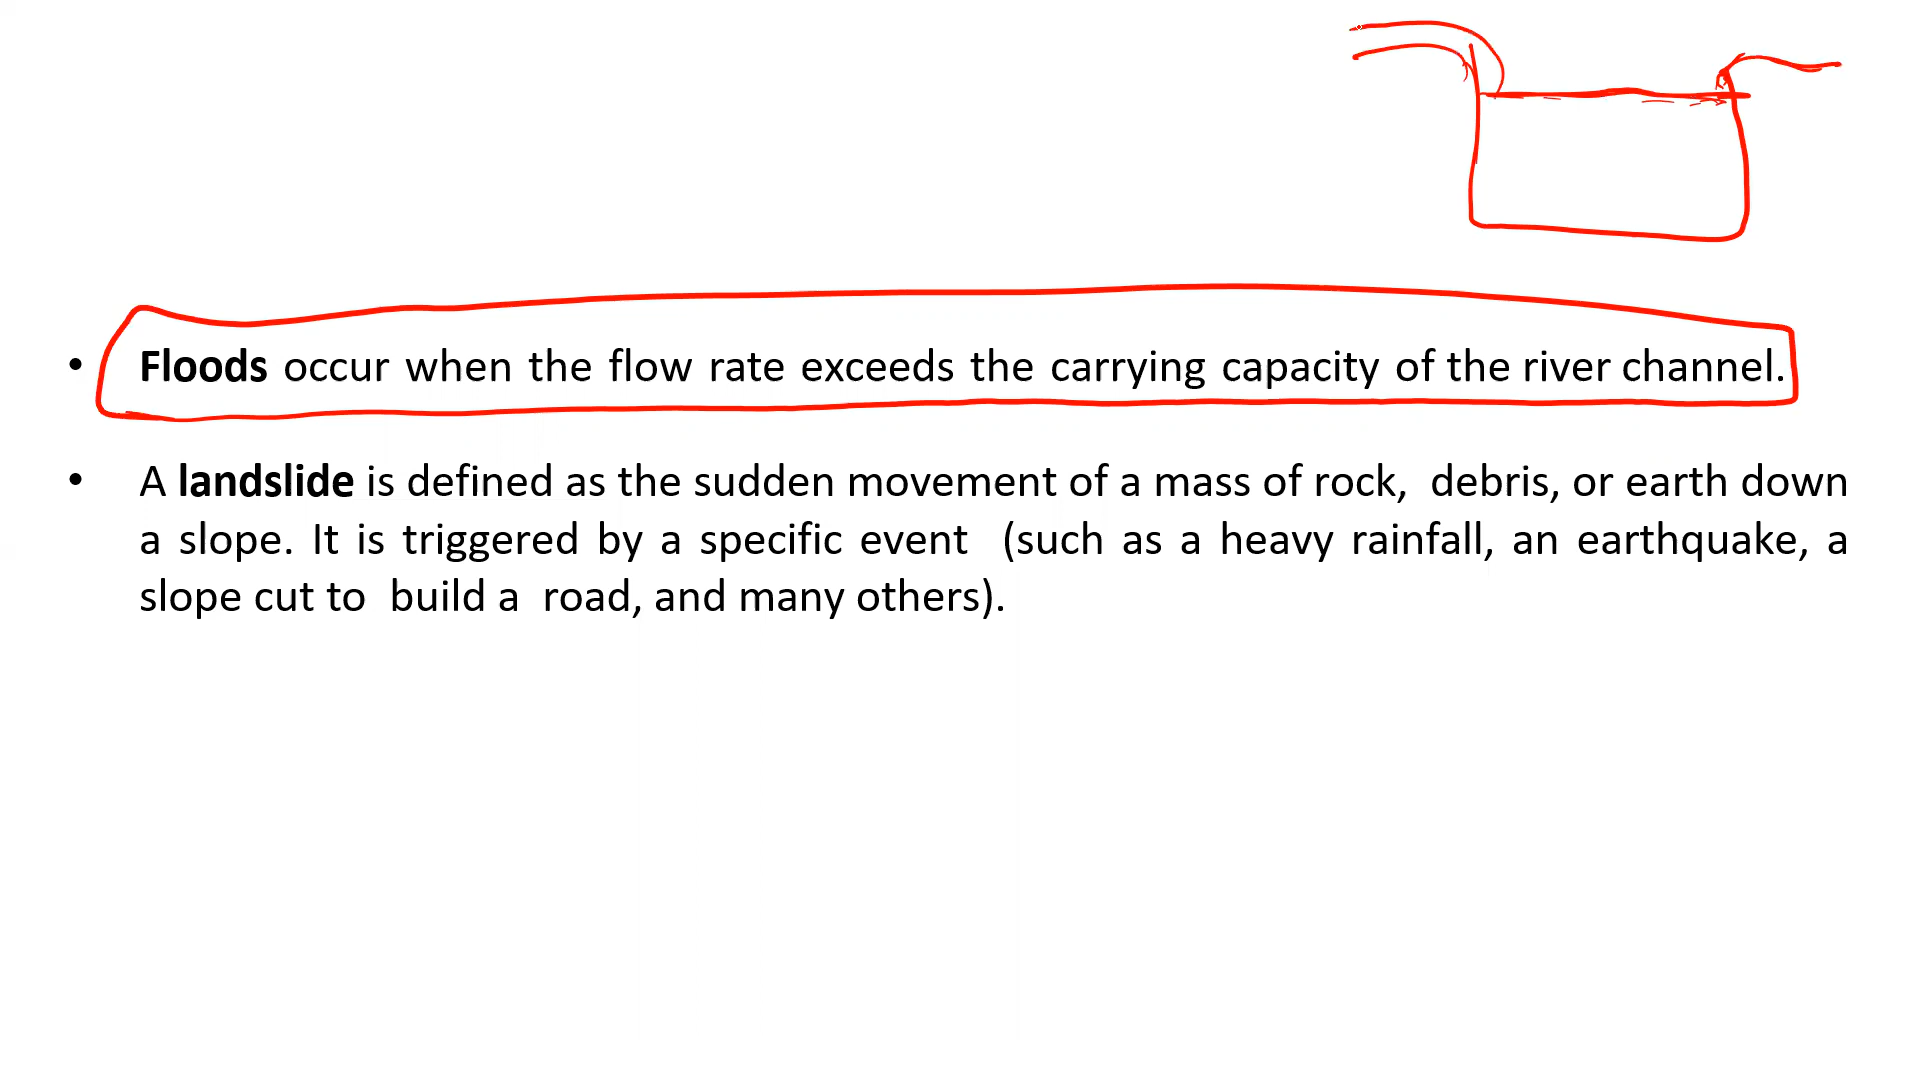 • Floods occur when the flow rate exceeds the carrying capacity of the river channel.
• A landslide is defined as the sudden movement of a mass of rock, debris, or earth down
a slope. It is triggered by a specific event (such as a heavy rainfall, an earthquake, a
slope cut to build a road, and many others).